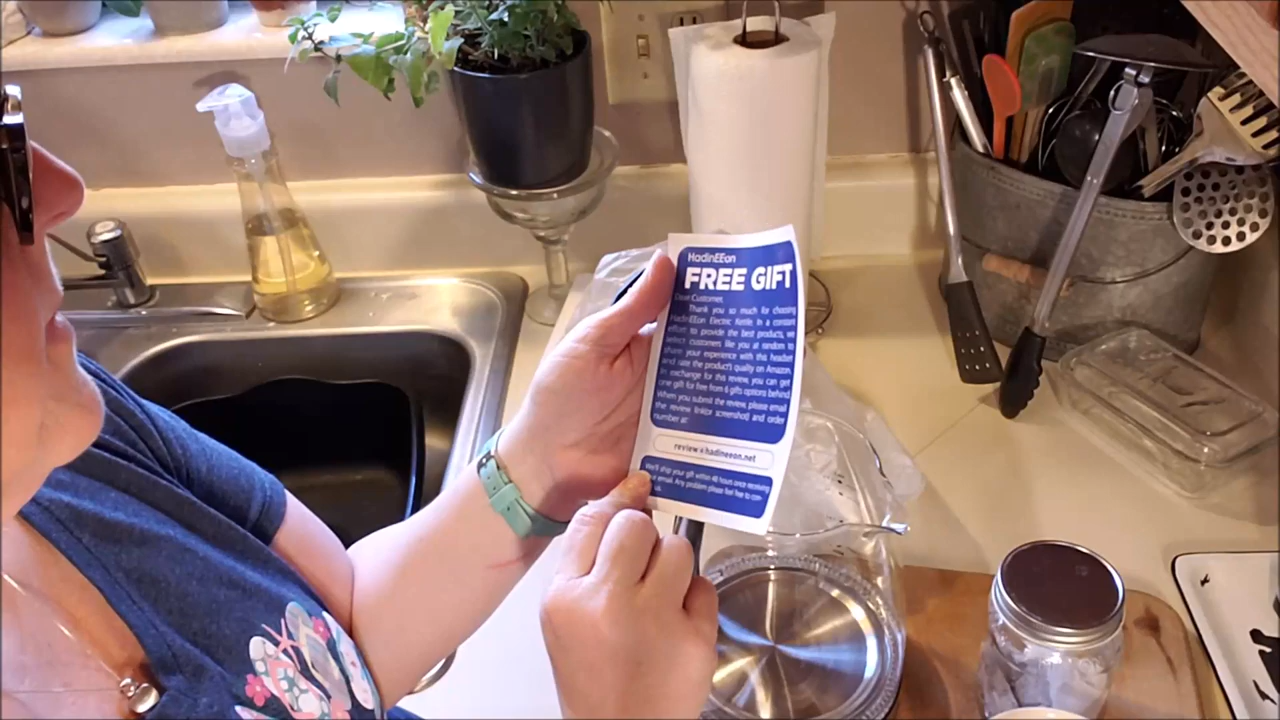 HadinEEon
FREE GIFT
Dear Customer,
Thank you so much for choosing
HadinEEon Electric Kettle. In a constant
effort to provide the best products, we
select customers like you at random to
share your experience with this headset
and rate the product's quality on Amazon.
In exchange for this review, you can get
one gift for free from 6 gifts options behind
When you submit the review, please email
the review link(or screenshot) and order
number at:
review@hadineeon.net
We'll ship your gift within 48 hours once receiving
your email. Any problem please feel free to con-
us.